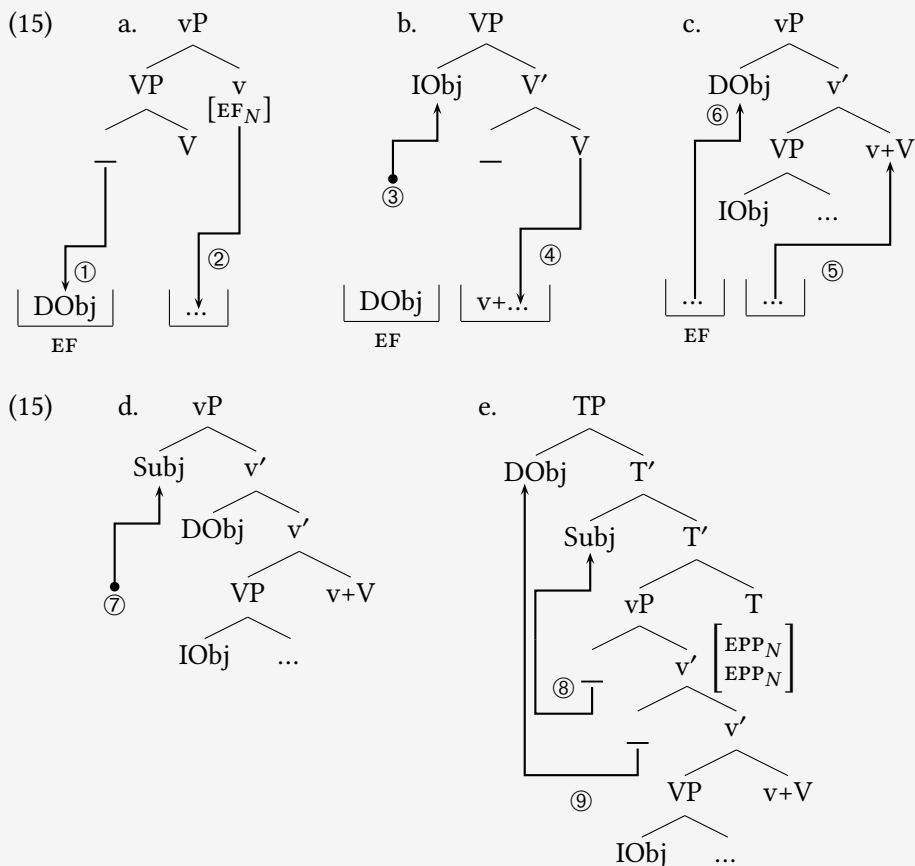 (15) a. vP b. VP c. vP
VP v IObj V′ DObj v′
[EF_N] ⑥
— V — V VP v+V
③ IObj ...
① ② ④ ⑤
DObj ... DObj v+... ... ...
EF EF EF
(15) d. vP e. TP
Subj v′ DObj T′
DObj v′ Subj T′
⑦ VP v+V vP T
IObj ... v′ [EPP_N
⑧ — EPP_N]
— v′
⑨ VP v+V
IObj ...